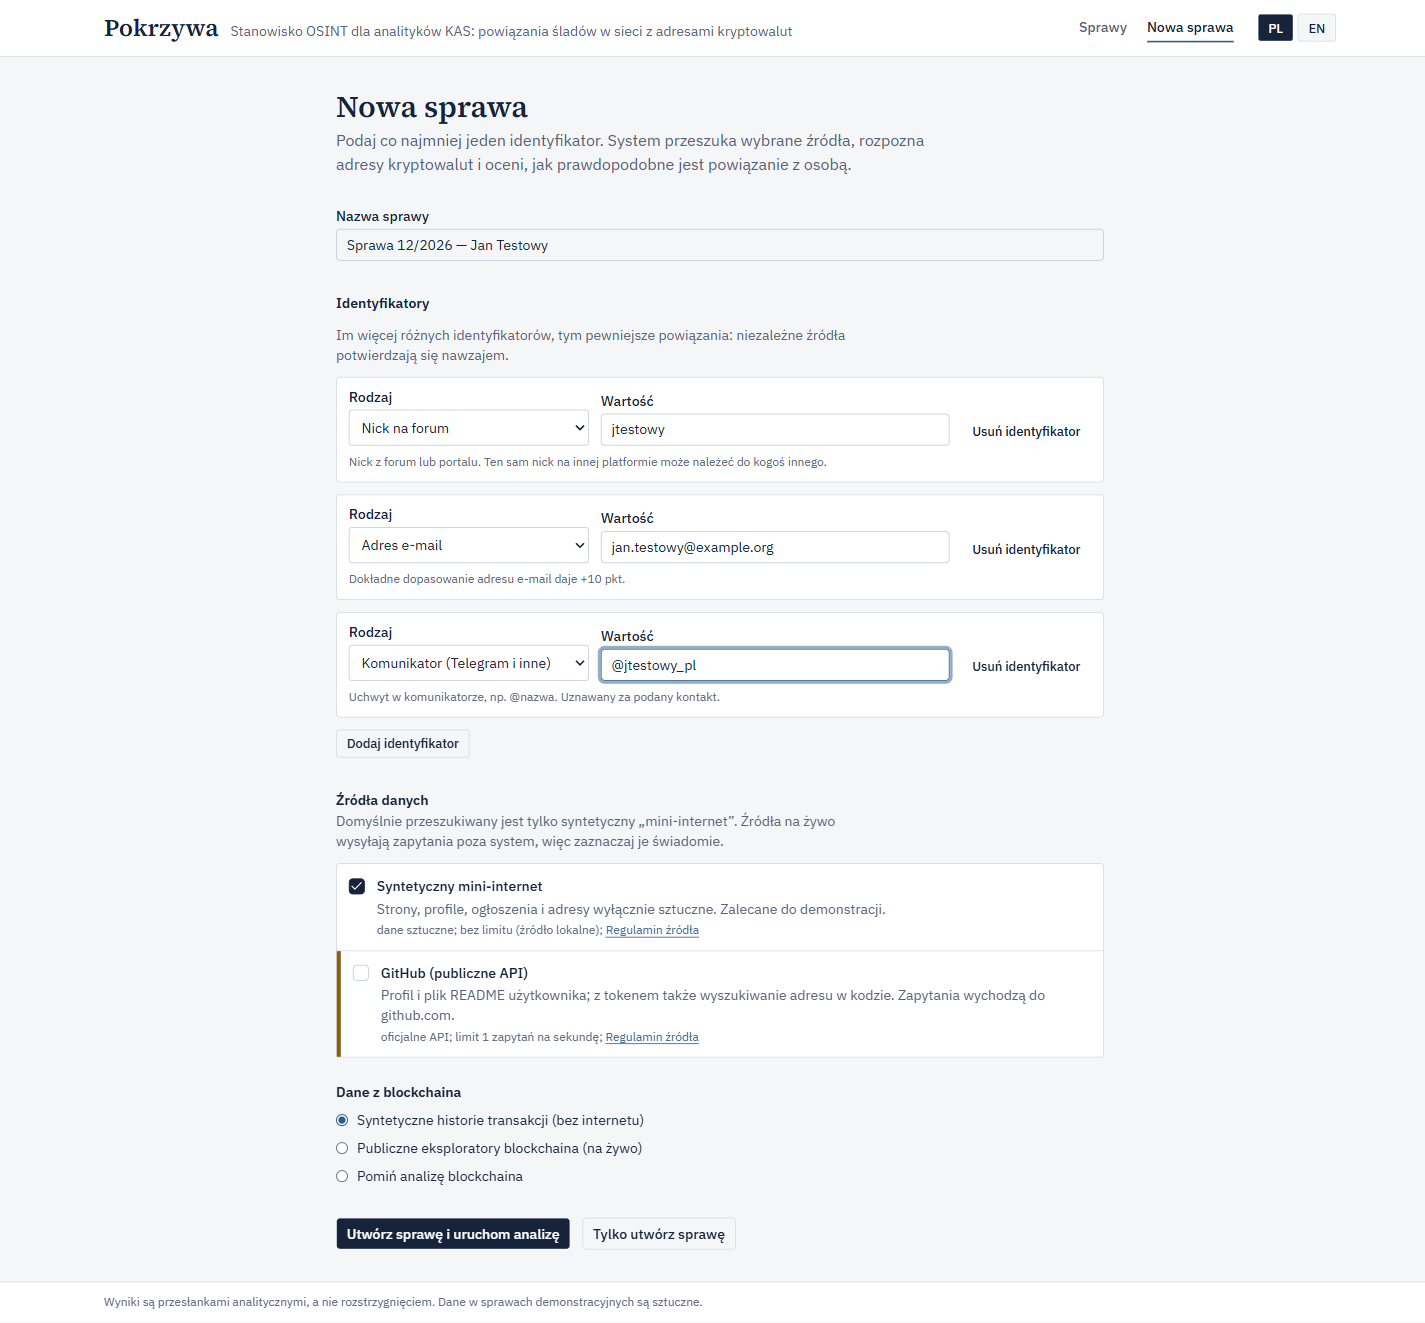 Pokrzywa
Stanowisko OSINT dla analityków KAS: powiązania śladów w sieci z adresami kryptowalut
Sprawy
Nowa sprawa
PL
EN
Nowa sprawa
Podaj co najmniej jeden identyfikator. System przeszuka wybrane źródła, rozpozna
adresy kryptowalut i oceni, jak prawdopodobne jest powiązanie z osobą.
Nazwa sprawy
Sprawa 12/2026 — Jan Testowy
Identyfikatory
Im więcej różnych identyfikatorów, tym pewniejsze powiązania: niezależne źródła
potwierdzają się nawzajem.
Rodzaj
Wartość
Nick na forum
jtestowy
Usuń identyfikator
Nick z forum lub portalu. Ten sam nick na innej platformie może należeć do kogoś innego.
Rodzaj
Wartość
Adres e-mail
jan.testowy@example.org
Usuń identyfikator
Dokładne dopasowanie adresu e-mail daje +10 pkt.
Rodzaj
Wartość
Komunikator (Telegram i inne)
@jtestowy_pl
Usuń identyfikator
Uchwyt w komunikatorze, np. @nazwa. Uznawany za podany kontakt.
Dodaj identyfikator
Źródła danych
Domyślnie przeszukiwany jest tylko syntetyczny „mini-internet”. Źródła na żywo
wysyłają zapytania poza system, więc zaznaczaj je świadomie.
Syntetyczny mini-internet
Strony, profile, ogłoszenia i adresy wyłącznie sztuczne. Zalecane do demonstracji.
dane sztuczne; bez limitu (źródło lokalne); Regulamin źródła
GitHub (publiczne API)
Profil i plik README użytkownika; z tokenem także wyszukiwanie adresu w kodzie. Zapytania wychodzą do
github.com.
oficjalne API; limit 1 zapytań na sekundę; Regulamin źródła
Dane z blockchaina
Syntetyczne historie transakcji (bez internetu)
Publiczne eksploratory blockchaina (na żywo)
Pomiń analizę blockchaina
Utwórz sprawę i uruchom analizę
Tylko utwórz sprawę
Wyniki są przesłankami analitycznymi, a nie rozstrzygnięciem. Dane w sprawach demonstracyjnych są sztuczne.